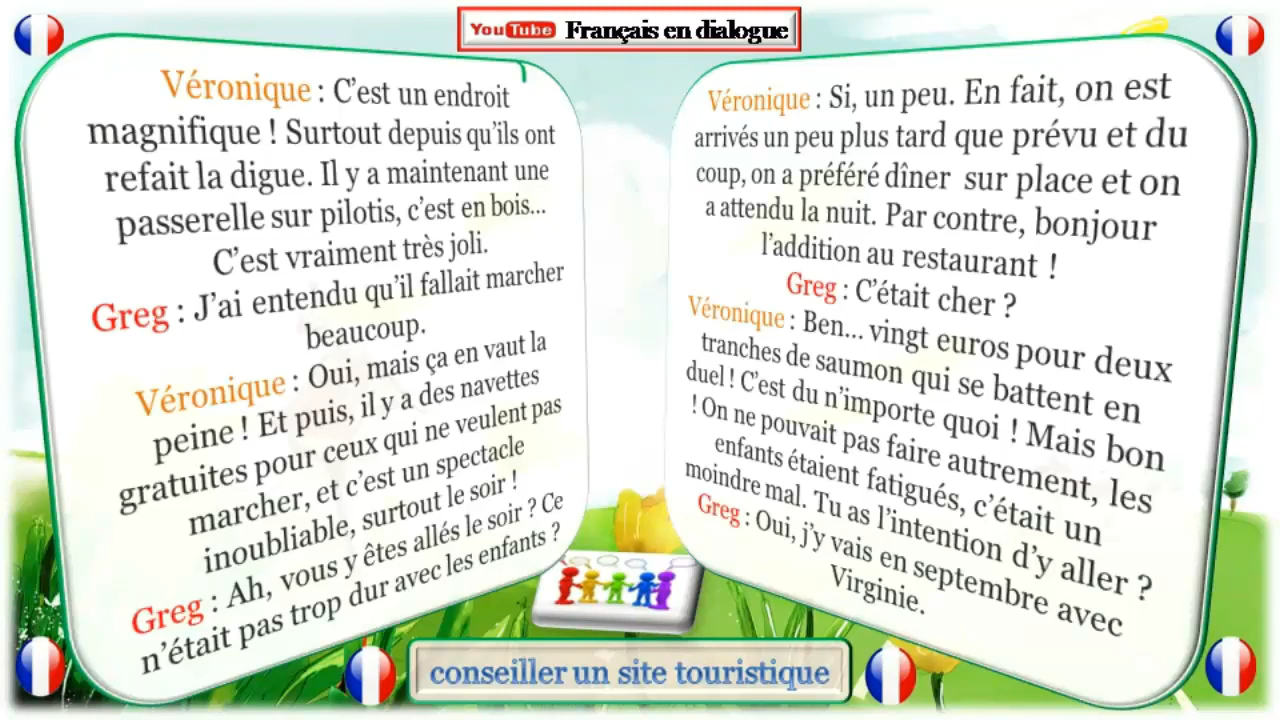 YouTube Français en dialogue
Véronique : C'est un endroit
magnifique ! Surtout depuis qu'ils ont
refait la digue. Il y a maintenant une
passerelle sur pilotis, c'est en bois...
C'est vraiment très joli.
Greg : J'ai entendu qu'il fallait marcher
beaucoup.
Véronique : Oui, mais ça en vaut la
peine ! Et puis, il y a des navettes
gratuites pour ceux qui ne veulent pas
marcher, et c'est un spectacle
inoubliable, surtout le soir !
Greg : Ah, vous y êtes allés le soir ? Ce
n'était pas trop dur avec les enfants ?
Véronique : Si, un peu. En fait, on est
arrivés un peu plus tard que prévu et du
coup, on a préféré dîner sur place et on
a attendu la nuit. Par contre, bonjour
l'addition au restaurant !
Greg : C'était cher ?
Véronique : Ben... vingt euros pour deux
tranches de saumon qui se battent en
duel ! C'est du n'importe quoi ! Mais bon
! On ne pouvait pas faire autrement, les
enfants étaient fatigués, c'était un
moindre mal. Tu as l'intention d'y aller ?
Greg : Oui, j'y vais en septembre avec
Virginie.
conseiller un site touristique